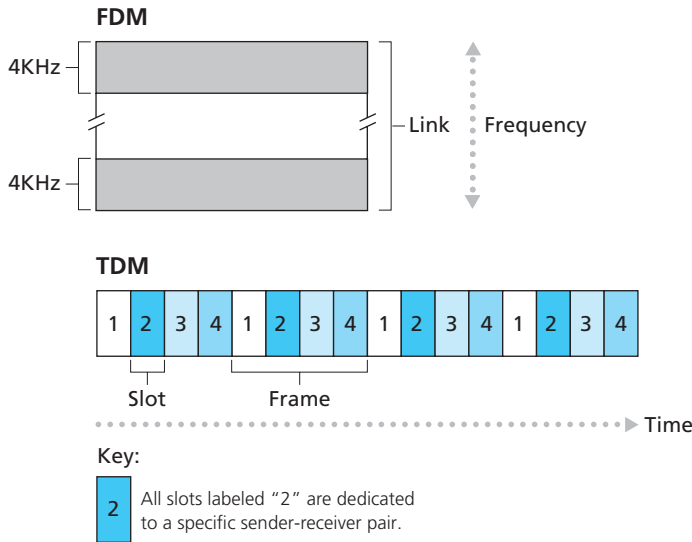 FDM
4KHz
Link
Frequency
4KHz
TDM
1 2 3 4 1 2 3 4 1 2 3 4 1 2 3 4
Slot
Frame
Time
Key:
2
All slots labeled “2” are dedicated
to a specific sender-receiver pair.